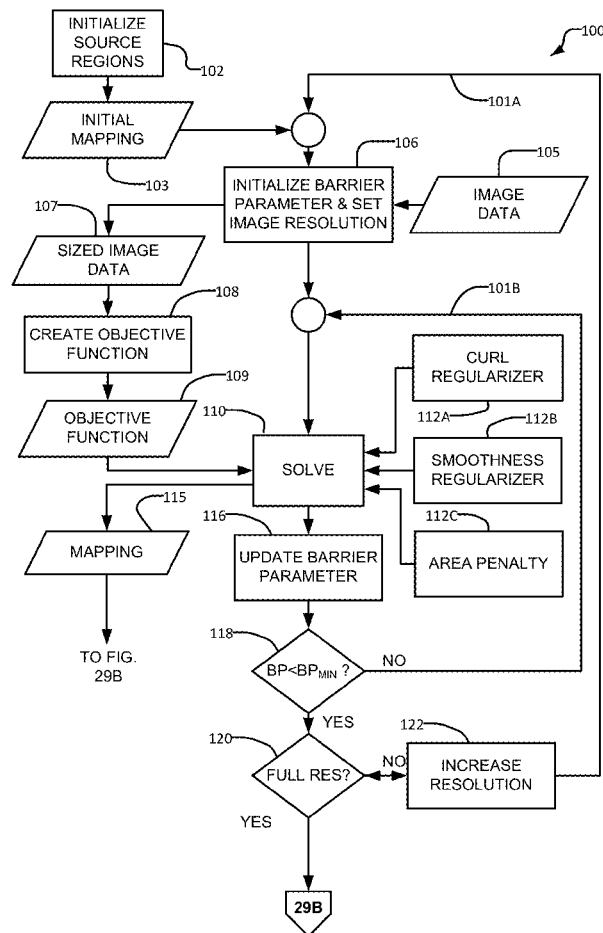 INITIALIZE
SOURCE
REGIONS
102
100
101A
INITIAL
MAPPING
103
106
105
INITIALIZE BARRIER
PARAMETER & SET
IMAGE RESOLUTION
IMAGE
DATA
107
SIZED IMAGE
DATA
108
101B
CREATE OBJECTIVE
FUNCTION
CURL
REGULARIZER
112A
109
OBJECTIVE
FUNCTION
110
SOLVE
112B
SMOOTHNESS
REGULARIZER
115
MAPPING
116
UPDATE BARRIER
PARAMETER
112C
AREA PENALTY
TO FIG.
29B
118
BP<BPMIN ?
NO
YES
120
FULL RES?
NO
122
INCREASE
RESOLUTION
YES
29B